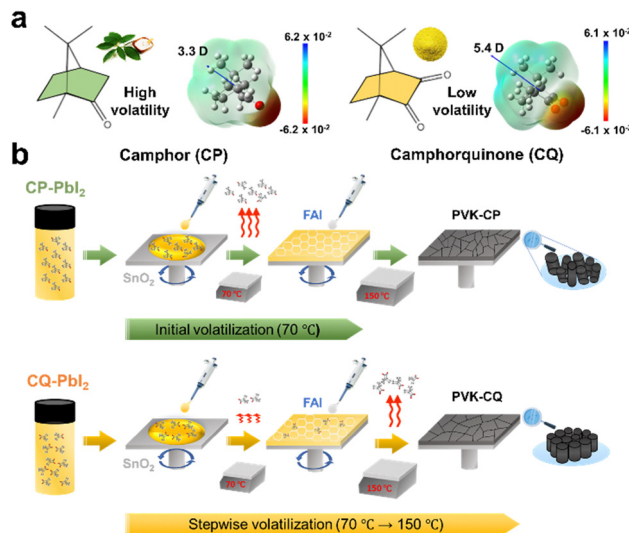 a
3.3 D
6.2 x 10⁻²
High
volatility
-6.2 x 10⁻²
O
5.4 D
6.1 x 10⁻²
O
O
Low
volatility
-6.1 x 10⁻²
b
Camphor (CP)
Camphorquinone (CQ)
CP-PbI₂
FAI
PVK-CP
SnO₂
70 ℃
150 ℃
Initial volatilization (70 ℃)
CQ-PbI₂
FAI
PVK-CQ
SnO₂
70 ℃
150 ℃
Stepwise volatilization (70 ℃ → 150 ℃)